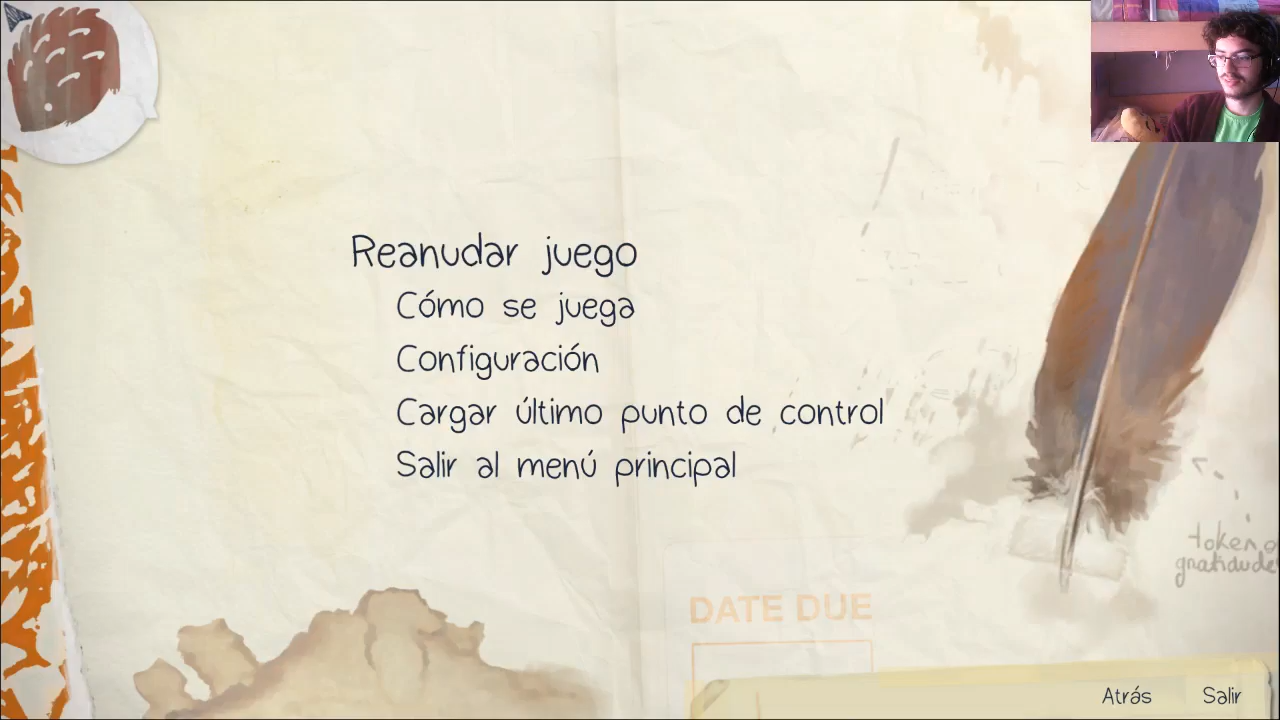 Reanudar juego
Cómo se juega
Configuración
Cargar último punto de control
Salir al menú principal
token o
gratidude
DATE DUE
Atrás Salir